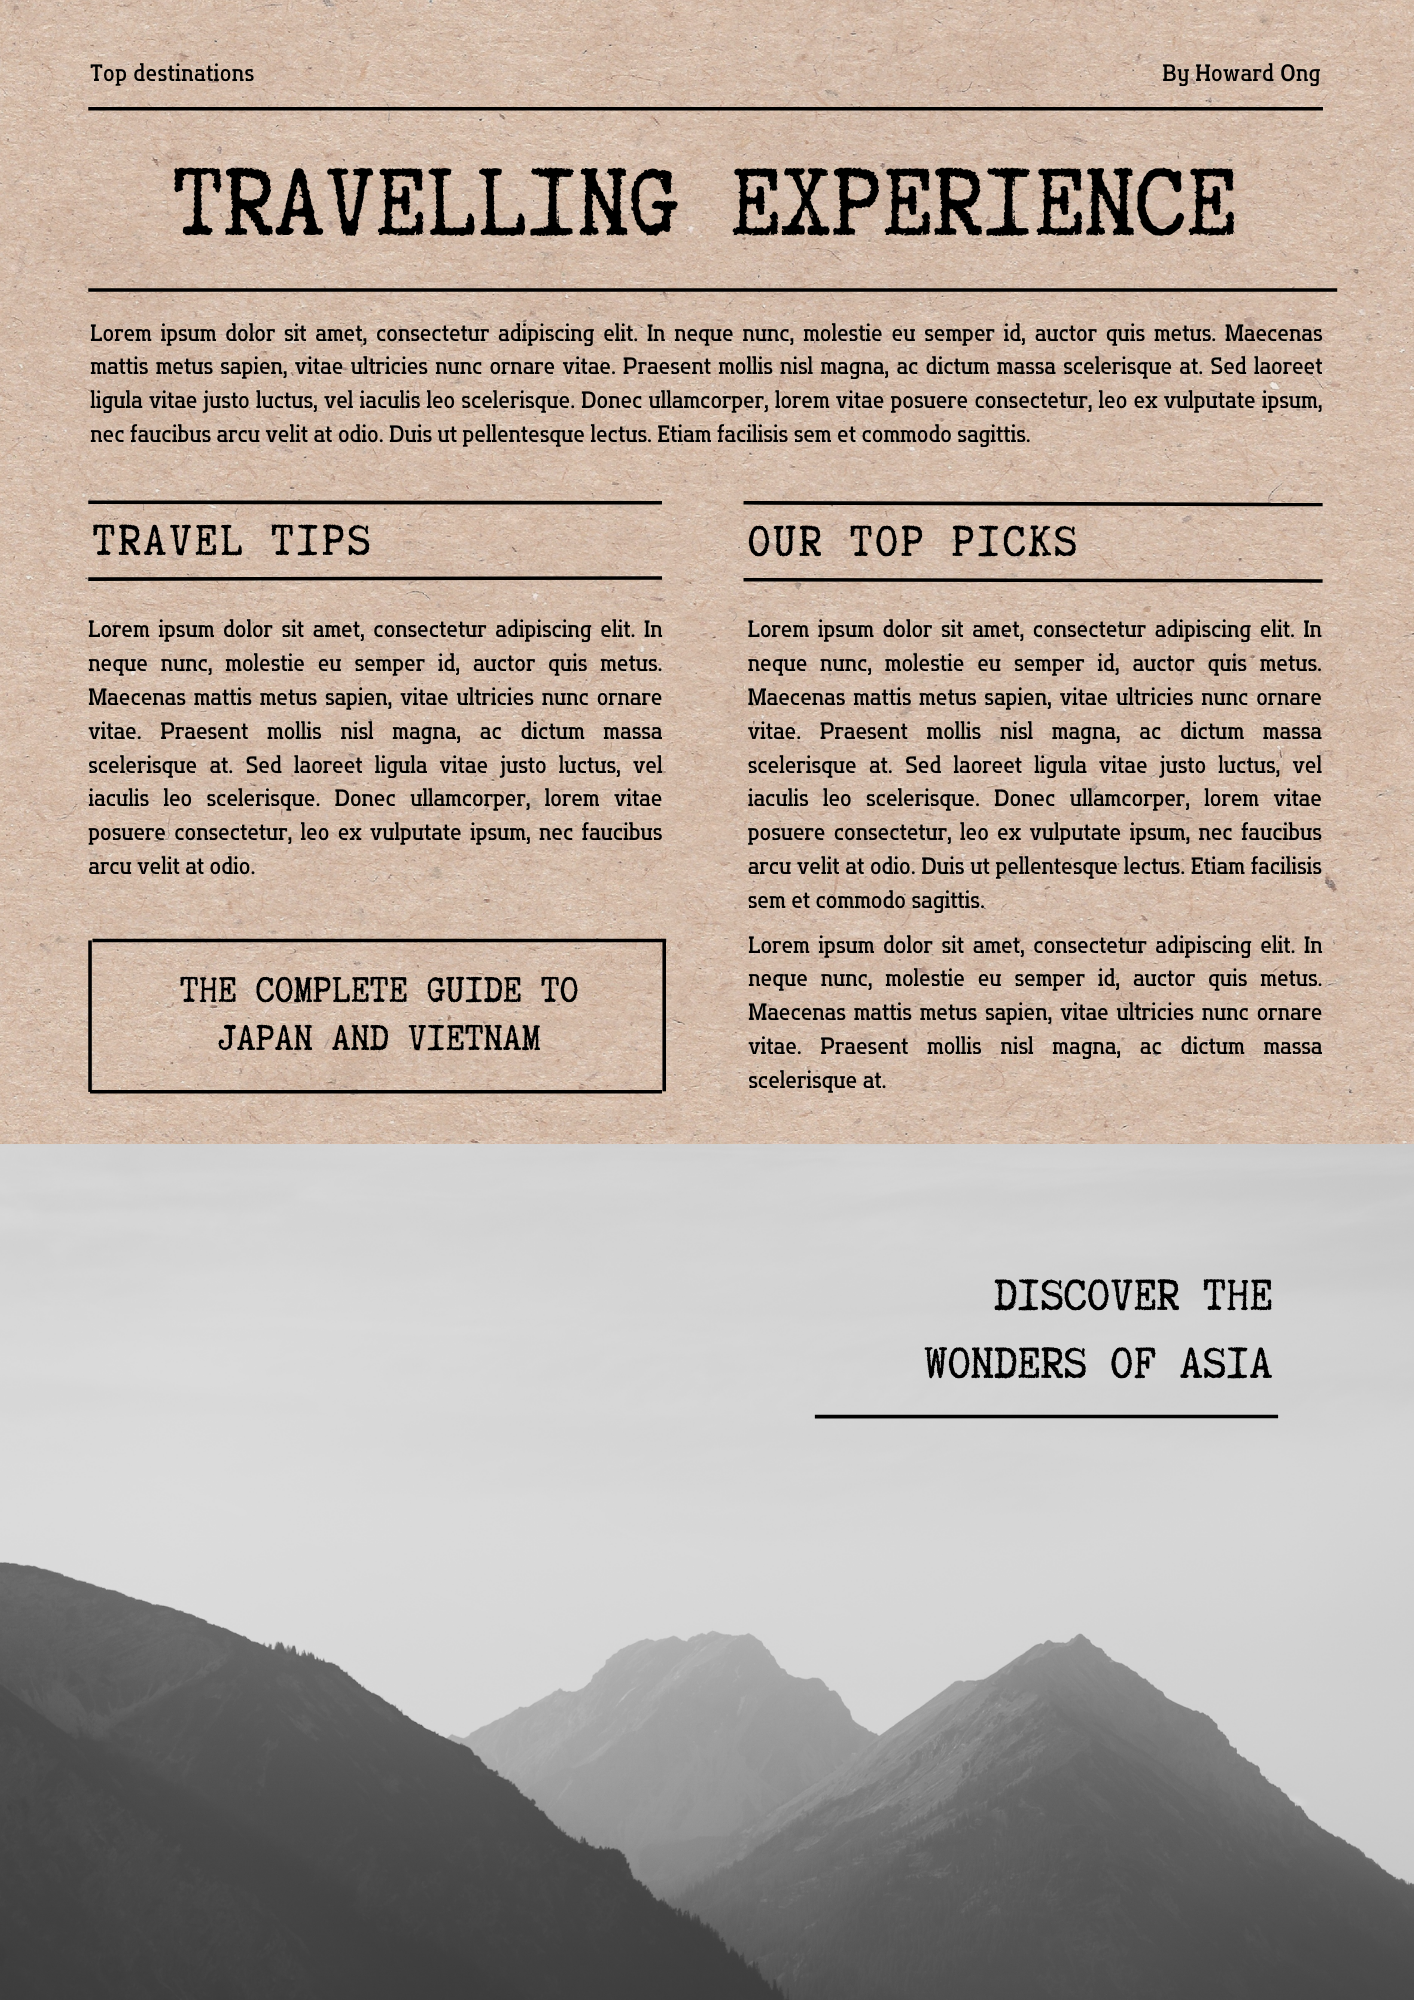 Top destinations
By Howard Ong
TRAVELLING EXPERIENCE
Lorem ipsum dolor sit amet, consectetur adipiscing elit. In neque nunc, molestie eu semper id, auctor quis metus. Maecenas
mattis metus sapien, vitae ultricies nunc ornare vitae. Praesent mollis nisl magna, ac dictum massa scelerisque at. Sed laoreet
ligula vitae justo luctus, vel iaculis leo scelerisque. Donec ullamcorper, lorem vitae posuere consectetur, leo ex vulputate ipsum,
nec faucibus arcu velit at odio. Duis ut pellentesque lectus. Etiam facilisis sem et commodo sagittis.
TRAVEL TIPS
Lorem ipsum dolor sit amet, consectetur adipiscing elit. In
neque nunc, molestie eu semper id, auctor quis metus.
Maecenas mattis metus sapien, vitae ultricies nunc ornare
vitae. Praesent mollis nisl magna, ac dictum massa
scelerisque at. Sed laoreet ligula vitae justo luctus, vel
iaculis leo scelerisque. Donec ullamcorper, lorem vitae
posuere consectetur, leo ex vulputate ipsum, nec faucibus
arcu velit at odio.
THE COMPLETE GUIDE TO
JAPAN AND VIETNAM
OUR TOP PICKS
Lorem ipsum dolor sit amet, consectetur adipiscing elit. In
neque nunc, molestie eu semper id, auctor quis metus.
Maecenas mattis metus sapien, vitae ultricies nunc ornare
vitae. Praesent mollis nisl magna, ac dictum massa
scelerisque at. Sed laoreet ligula vitae justo luctus, vel
iaculis leo scelerisque. Donec ullamcorper, lorem vitae
posuere consectetur, leo ex vulputate ipsum, nec faucibus
arcu velit at odio. Duis ut pellentesque lectus. Etiam facilisis
sem et commodo sagittis.
Lorem ipsum dolor sit amet, consectetur adipiscing elit. In
neque nunc, molestie eu semper id, auctor quis metus.
Maecenas mattis metus sapien, vitae ultricies nunc ornare
vitae. Praesent mollis nisl magna, ac dictum massa
scelerisque at.
DISCOVER THE
WONDERS OF ASIA